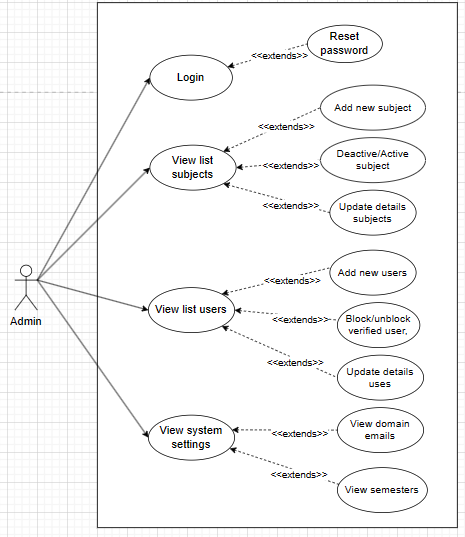 Reset
password
<<extends>>
Login
Add new subject
<<extends>>
View list
subjects
<<extends>>
Deactive/Active
subject
<<extends>>
Update details
subjects
Admin
Add new users
<<extends>>
View list users
<<extends>>
Block/unblock
verified user,
<<extends>>
Update details
uses
View system
settings
<<extends>>
View domain
emails
<<extends>>
View semesters